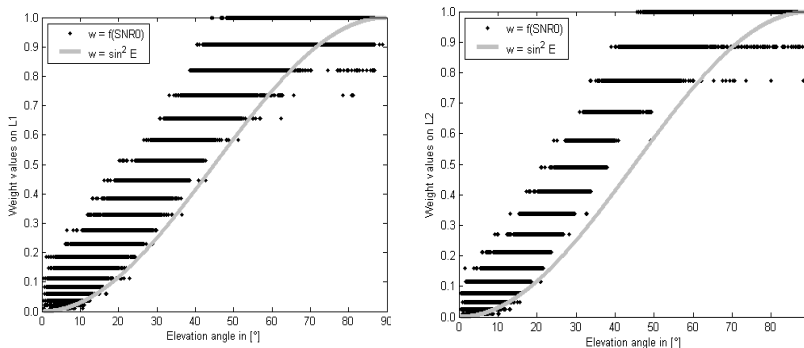 w = f(SNR0)
w = sin² E
Weight values on L1
1.0
0.9
0.8
0.7
0.6
0.5
0.4
0.3
0.2
0.1
0.0
0 10 20 30 40 50 60 70 80 90
Elevation angle in [°]
w = f(SNR0)
w = sin² E
Weight values on L2
1.0
0.9
0.8
0.7
0.6
0.5
0.4
0.3
0.2
0.1
0.0
0 10 20 30 40 50 60 70 80
Elevation angle in [°]